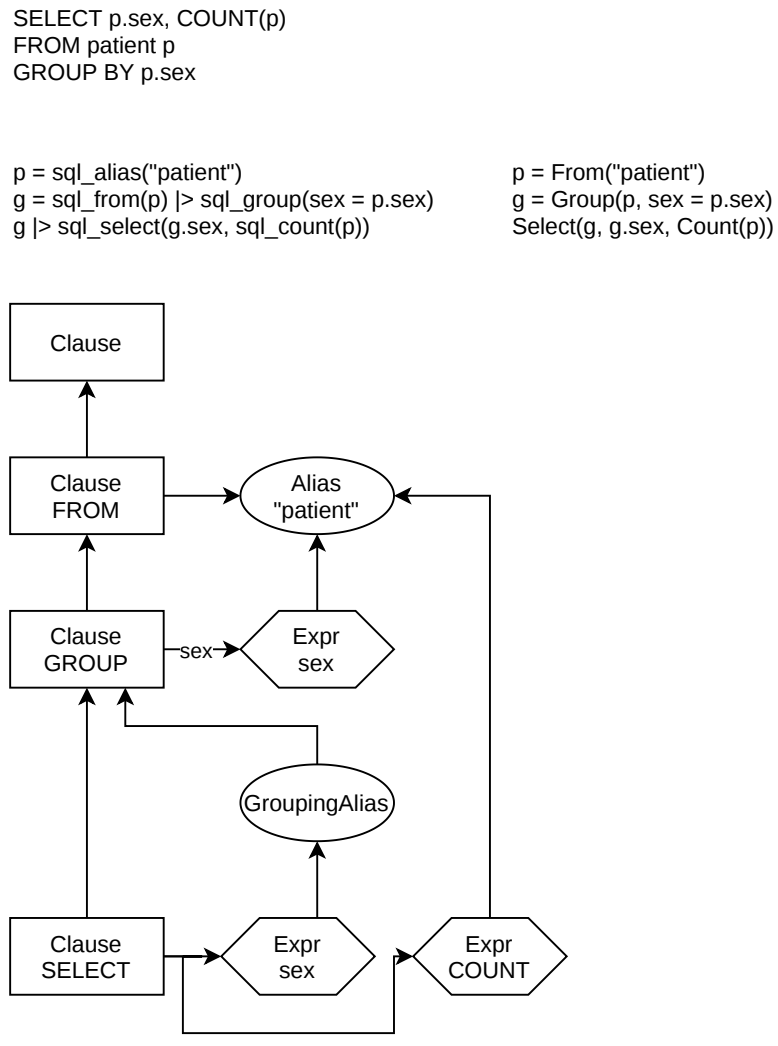 SELECT p.sex, COUNT(p)
FROM patient p
GROUP BY p.sex
p = sql_alias("patient")
g = sql_from(p) |> sql_group(sex = p.sex)
g |> sql_select(g.sex, sql_count(p))
p = From("patient")
g = Group(p, sex = p.sex)
Select(g, g.sex, Count(p))
Clause
Clause
FROM
Alias
"patient"
Clause
GROUP
sex
Expr
sex
GroupingAlias
Clause
SELECT
Expr
sex
Expr
COUNT